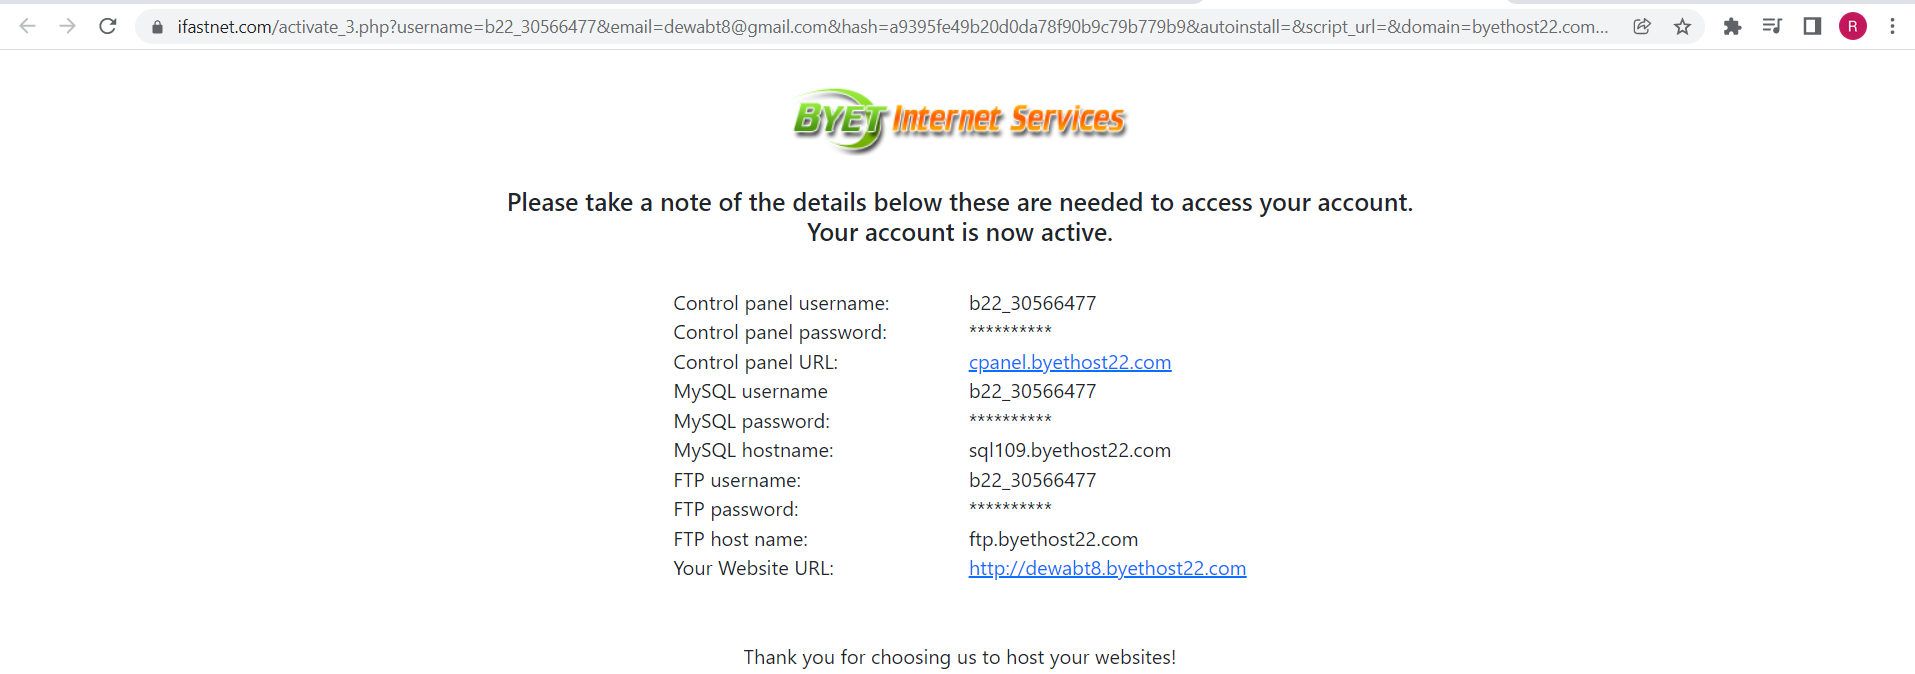 ifastnet.com/activate_3.php?username=b22_30566477&email=dewabt8@gmail.com&hash=a9395fe49b20d0da78f90b9c79b779b9&autoinstall=&script_url=&domain=byethost22.com...
R
BYET Internet Services
Please take a note of the details below these are needed to access your account.
Your account is now active.
Control panel username: b22_30566477
Control panel password: **********
Control panel URL: cpanel.byethost22.com
MySQL username b22_30566477
MySQL password: **********
MySQL hostname: sql109.byethost22.com
FTP username: b22_30566477
FTP password: **********
FTP host name: ftp.byethost22.com
Your Website URL: http://dewabt8.byethost22.com
Thank you for choosing us to host your websites!